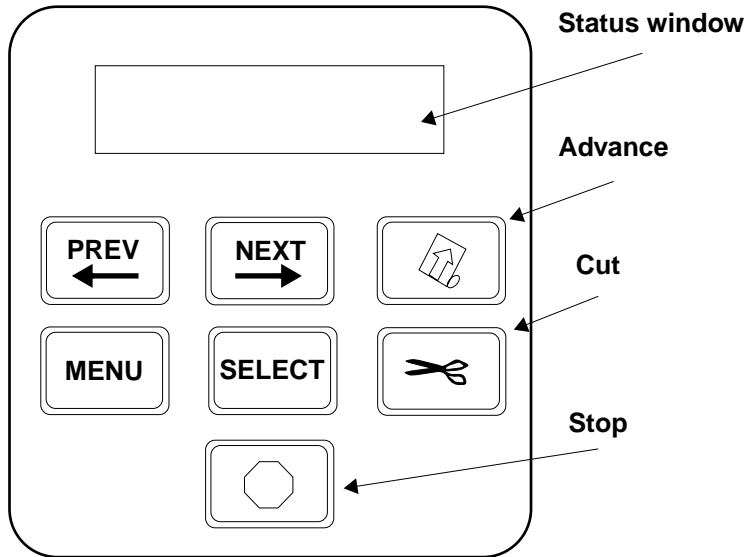 Status window
Advance
PREV
NEXT
Cut
MENU
SELECT
Stop